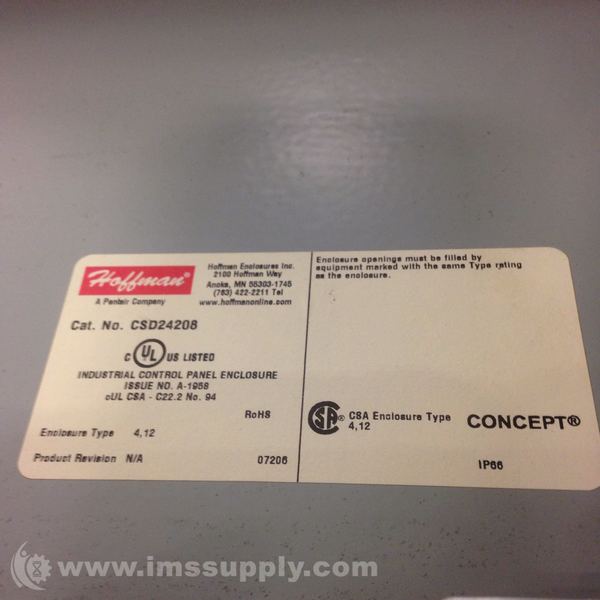 Hoffman®
A Pentair Company
Hoffman Enclosures Inc.
2100 Hoffman Way
Anoka, MN 55303-1745
(763) 422-2211 Tel
www.hoffmanonline.com
Cat. No. CSD24208
C UL US LISTED
INDUSTRIAL CONTROL PANEL ENCLOSURE
ISSUE NO. A-1958
cUL CSA - C22.2 No. 94
RoHS
Enclosure Type 4,12
Product Revision N/A 07206
Enclosure openings must be filled by
equipment marked with the same Type rating
as the enclosure.
SA® CSA Enclosure Type
4,12
CONCEPT®
IP66
www.imssupply.com